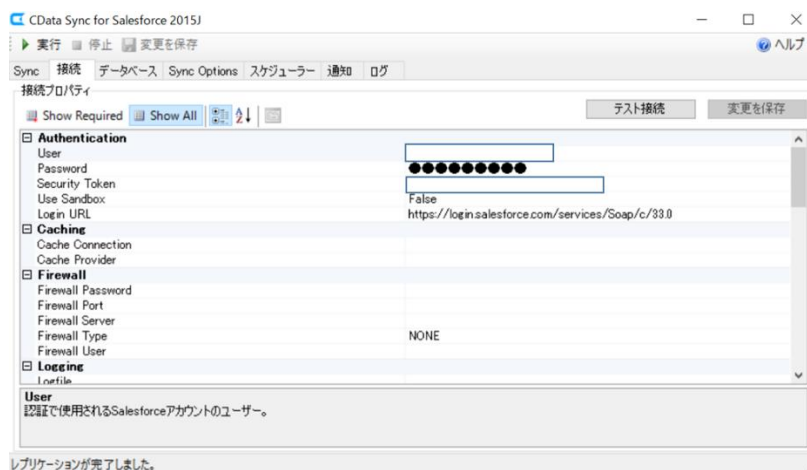 CData Sync for Salesforce 2015J
実行 停止 変更を保存 ヘルプ
Sync 接続 データベース Sync Options スケジューラー 通知 ログ
接続プロパティ
Show Required Show All テスト接続 変更を保存
Authentication
User
Password ●●●●●●●●●
Security Token
Use Sandbox False
Login URL https://login.salesforce.com/services/Soap/c/33.0
Caching
Cache Connection
Cache Provider
Firewall
Firewall Password
Firewall Port
Firewall Server
Firewall Type NONE
Firewall User
Logging
Logfile
User
認証で使用されるSalesforceアカウントのユーザー。
レプリケーションが完了しました。